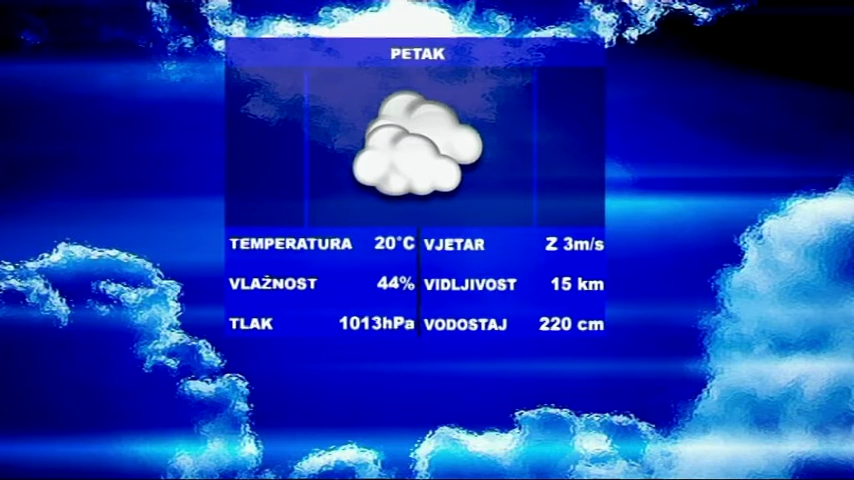 PETAK
TEMPERATURA 20°C VJETAR Z 3m/s
VLAŽNOST 44% VIDLJIVOST 15 km
TLAK 1013hPa VODOSTAJ 220 cm